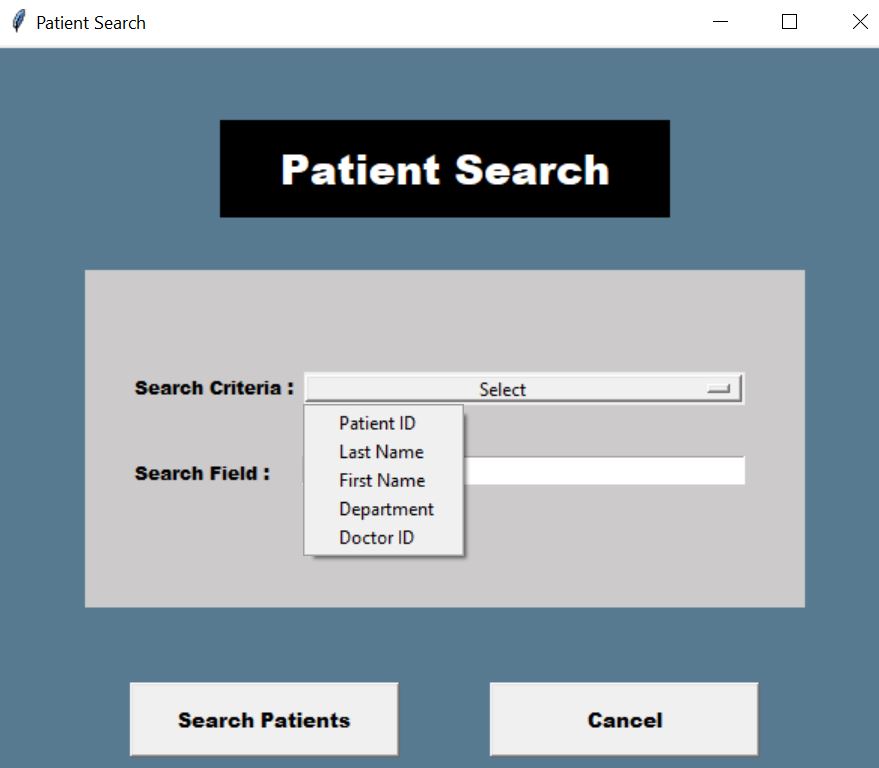 Patient Search
Patient Search
Search Criteria : Select
Patient ID
Last Name
First Name
Search Field :
Department
Doctor ID
Search Patients
Cancel